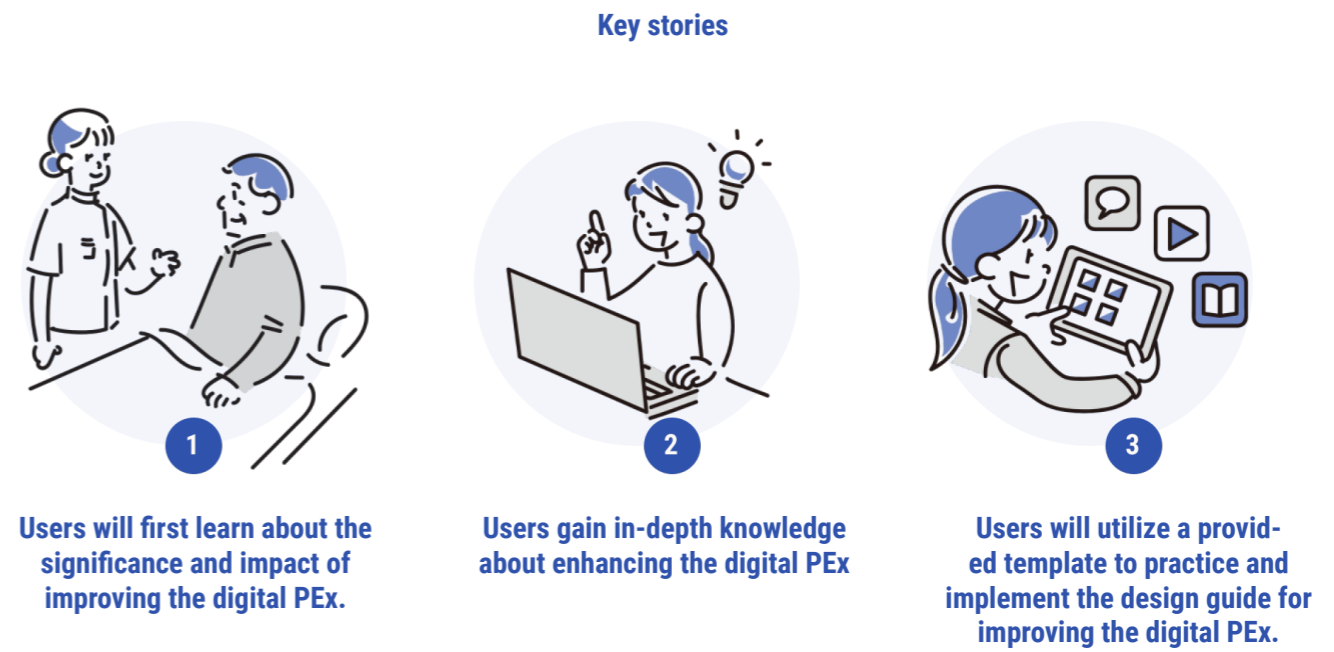 Key stories
1
Users will first learn about the
significance and impact of
improving the digital PEx.
2
Users gain in-depth knowledge
about enhancing the digital PEx
3
Users will utilize a provid-
ed template to practice and
implement the design guide for
improving the digital PEx.